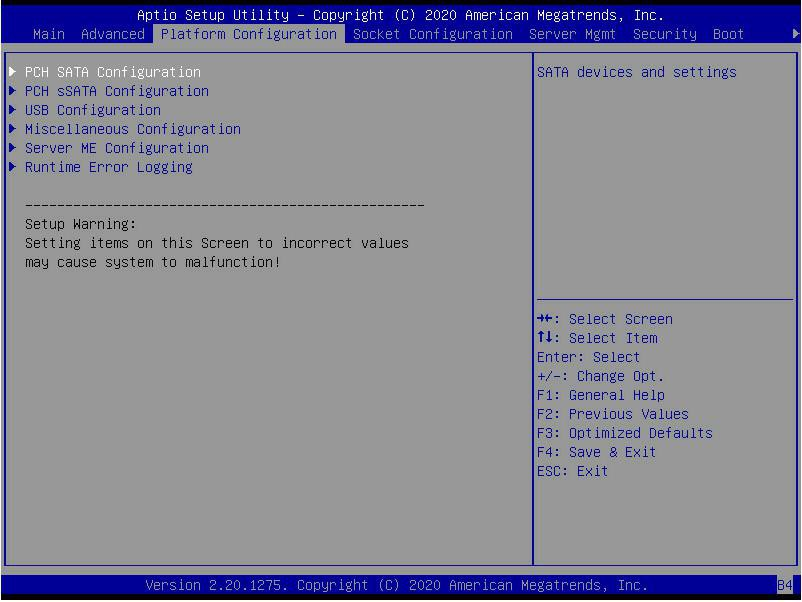 Aptio Setup Utility – Copyright (C) 2020 American Megatrends, Inc.
Main Advanced Platform Configuration Socket Configuration Server Mgmt Security Boot
PCH SATA Configuration
PCH sSATA Configuration
USB Configuration
Miscellaneous Configuration
Server ME Configuration
Runtime Error Logging
--------------------------------------------------
Setup Warning:
Setting items on this Screen to incorrect values
may cause system to malfunction!
SATA devices and settings
→←: Select Screen
↑↓: Select Item
Enter: Select
+/-: Change Opt.
F1: General Help
F2: Previous Values
F3: Optimized Defaults
F4: Save & Exit
ESC: Exit
Version 2.20.1275. Copyright (C) 2020 American Megatrends, Inc.
B4